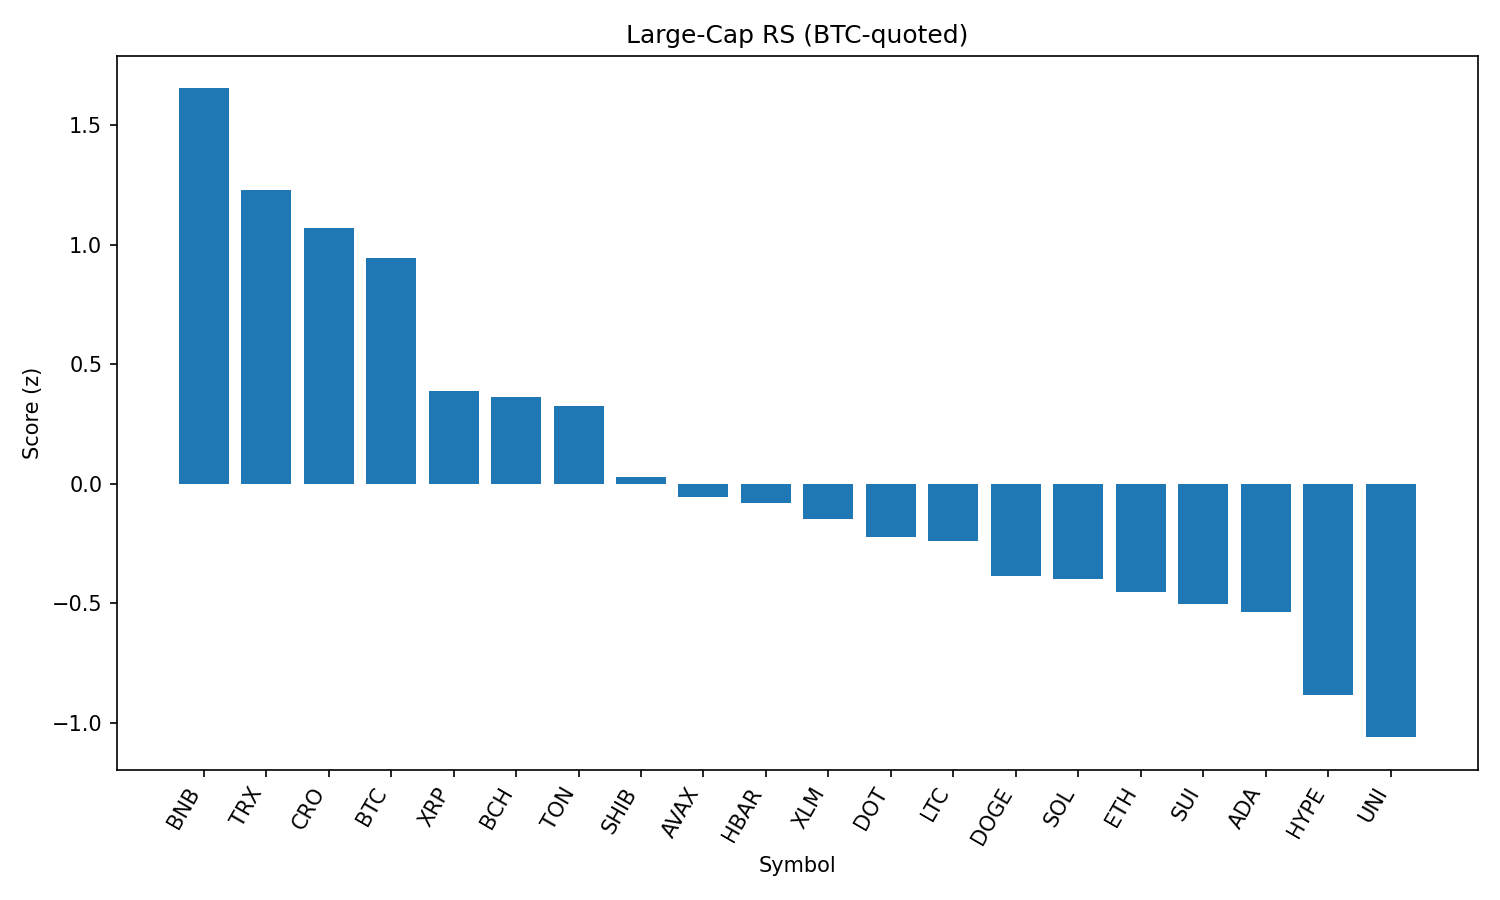 Large-Cap RS (BTC-quoted)
Score (z)
1.5
1.0
0.5
0.0
−0.5
−1.0
BNB
TRX
CRO
BTC
XRP
BCH
TON
SHIB
AVAX
HBAR
XLM
DOT
LTC
DOGE
SOL
ETH
SUI
ADA
HYPE
UNI
Symbol